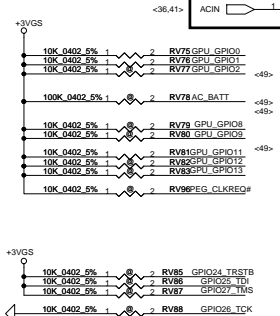 <36,41> ACIN 1
+3VGS
10K_0402_5% 1 2 RV75 GPU_GPIO0
10K_0402_5% 1 2 RV76 GPU_GPIO1
10K_0402_5% 1 @ 2 RV77 GPU_GPIO2 <49>
100K_0402_5% 1 @ 2 RV78 AC_BATT <49>
<49>
10K_0402_5% 1 @ 2 RV79 GPU_GPIO8
10K_0402_5% 1 @ 2 RV80 GPU_GPIO9
10K_0402_5% 1 @ 2 RV81 GPU_GPIO11 <49>
10K_0402_5% 1 @ 2 RV82 GPU_GPIO12
10K_0402_5% 1 @ 2 RV83 GPU_GPIO13
10K_0402_5% 1 @ 2 RV96 PEG_CLKREQ#
+3VGS
10K_0402_5% 1 @ 2 RV85 GPIO24_TRSTB
10K_0402_5% 1 @ 2 RV86 GPIO25_TDI
10K_0402_5% 1 @ 2 RV87 GPIO27_TMS
10K_0402_5% 1 @ 2 RV88 GPIO26_TCK